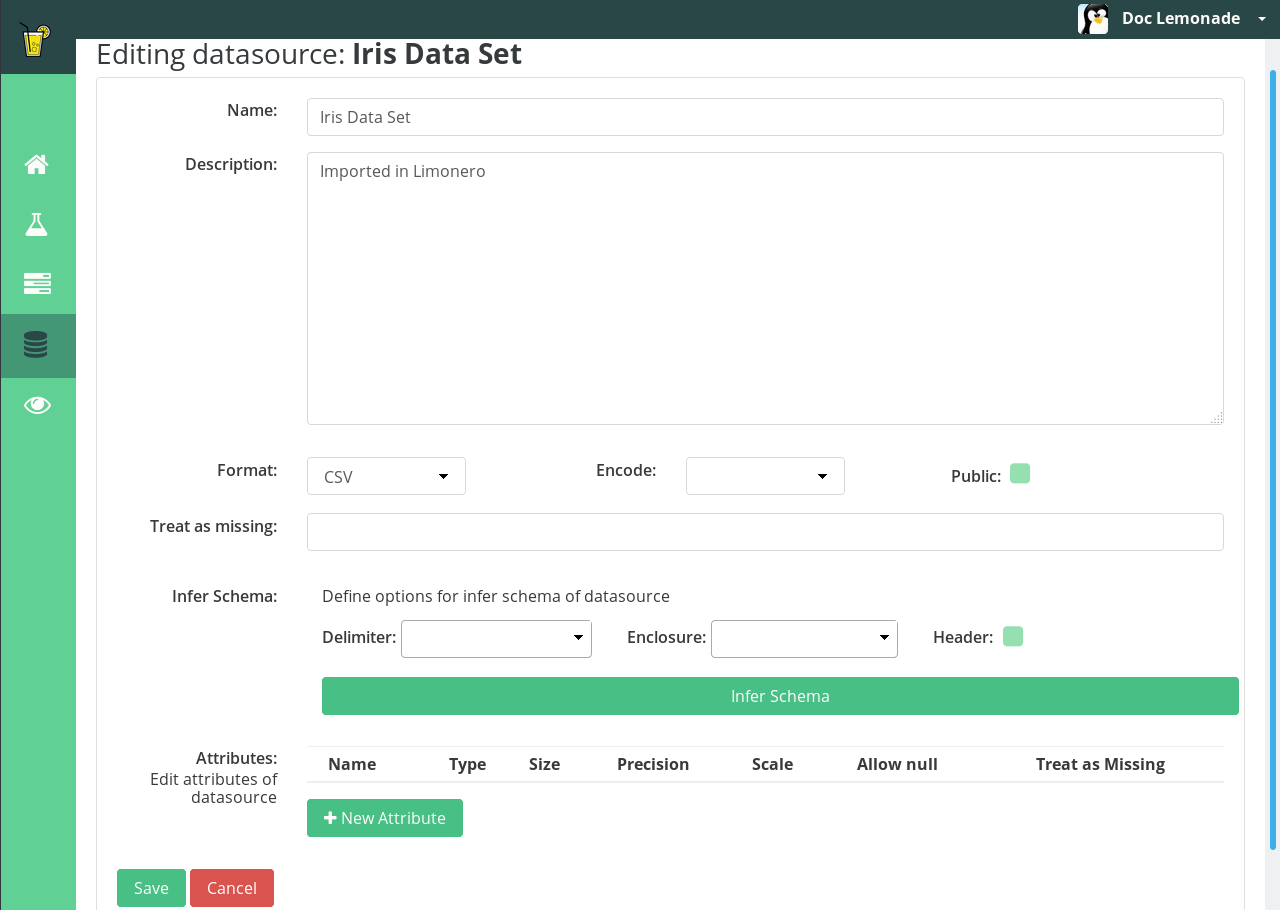 Doc Lemonade
Editing datasource: Iris Data Set
Name:
Iris Data Set
Description:
Imported in Limonero
Format:
CSV
Encode:
Public:
Treat as missing:
Infer Schema:
Define options for infer schema of datasource
Delimiter:
Enclosure:
Header:
Infer Schema
Attributes:
Edit attributes of
datasource
Name Type Size Precision Scale Allow null Treat as Missing
New Attribute
Save
Cancel